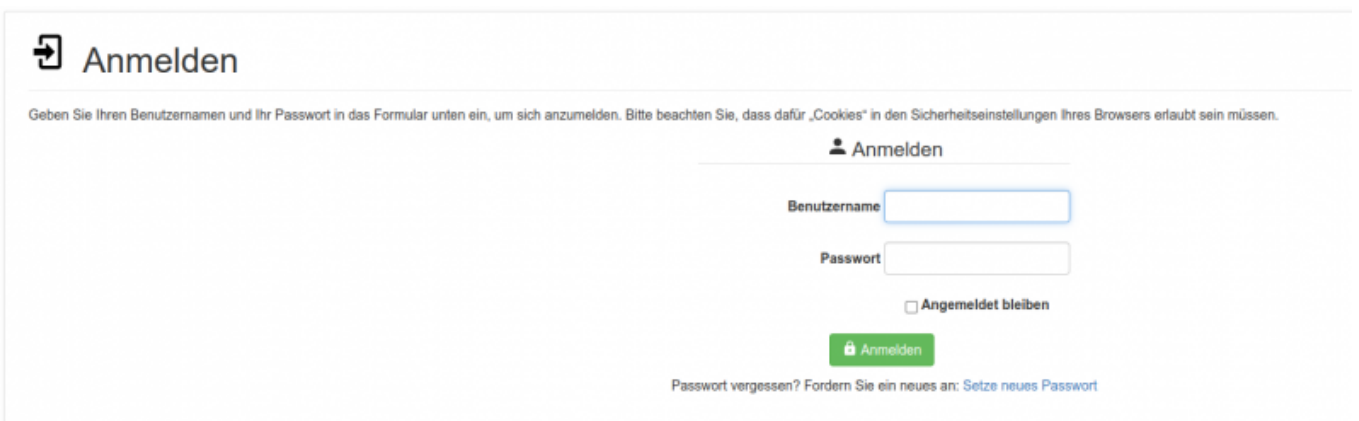 Anmelden
Geben Sie Ihren Benutzernamen und Ihr Passwort in das Formular unten ein, um sich anzumelden. Bitte beachten Sie, dass dafür „Cookies“ in den Sicherheitseinstellungen Ihres Browsers erlaubt sein müssen.
Anmelden
Benutzername
Passwort
Angemeldet bleiben
Anmelden
Passwort vergessen? Fordern Sie ein neues an: Setze neues Passwort